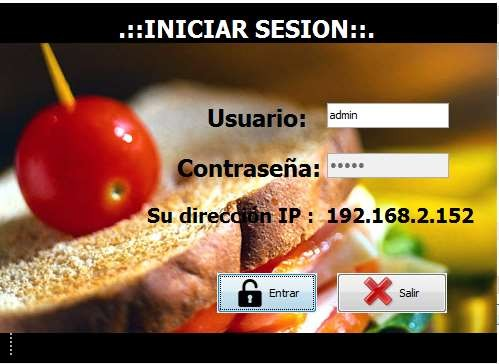 .::INICIAR SESION::.
Usuario: admin
Contraseña: •••••
Su dirección IP : 192.168.2.152
Entrar Salir